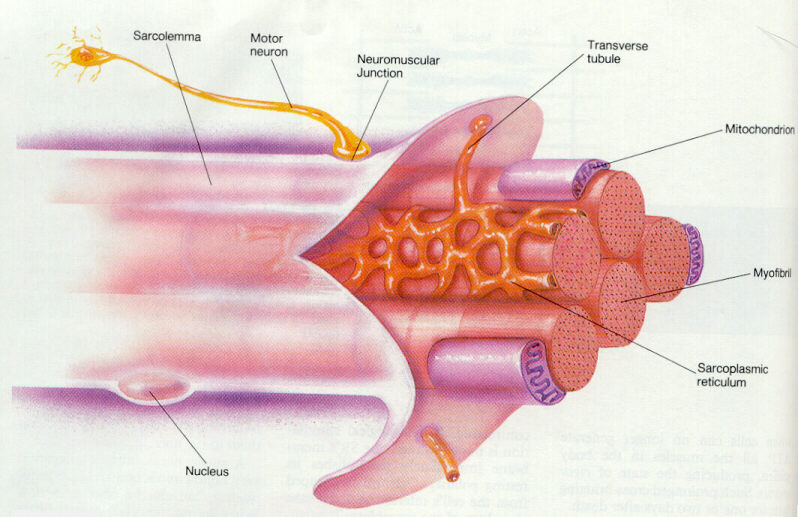 Sarcolemma
Motor
neuron
Neuromuscular
Junction
Transverse
tubule
Mitochondrion
Myofibril
Sarcoplasmic
reticulum
Nucleus